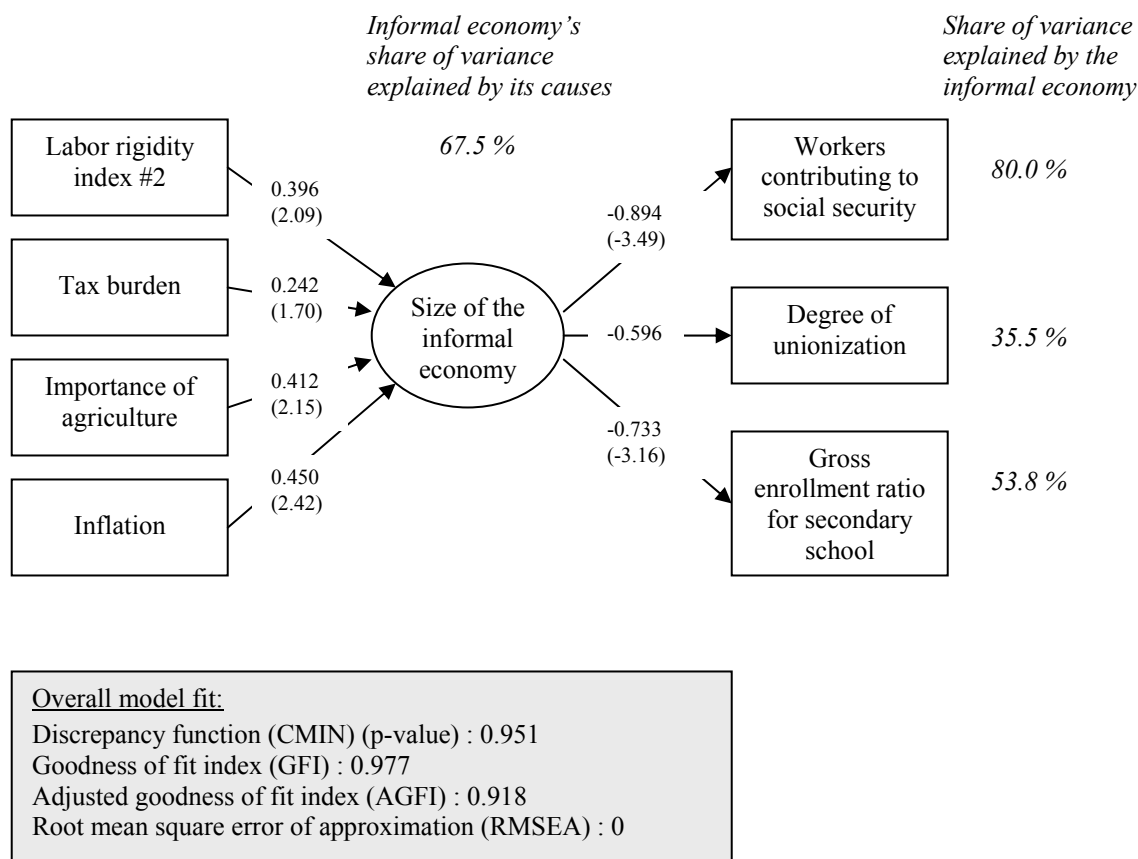 Informal economy's
share of variance
explained by its causes
67.5 %
Share of variance
explained by the
informal economy
Labor rigidity
index #2
0.396
(2.09)
Tax burden
0.242
(1.70)
Importance of
agriculture
0.412
(2.15)
Inflation
0.450
(2.42)
Size of the
informal
economy
-0.894
(-3.49)
Workers
contributing to
social security
80.0 %
-0.596
Degree of
unionization
35.5 %
-0.733
(-3.16)
Gross
enrollment ratio
for secondary
school
53.8 %
Overall model fit:
Discrepancy function (CMIN) (p-value) : 0.951
Goodness of fit index (GFI) : 0.977
Adjusted goodness of fit index (AGFI) : 0.918
Root mean square error of approximation (RMSEA) : 0